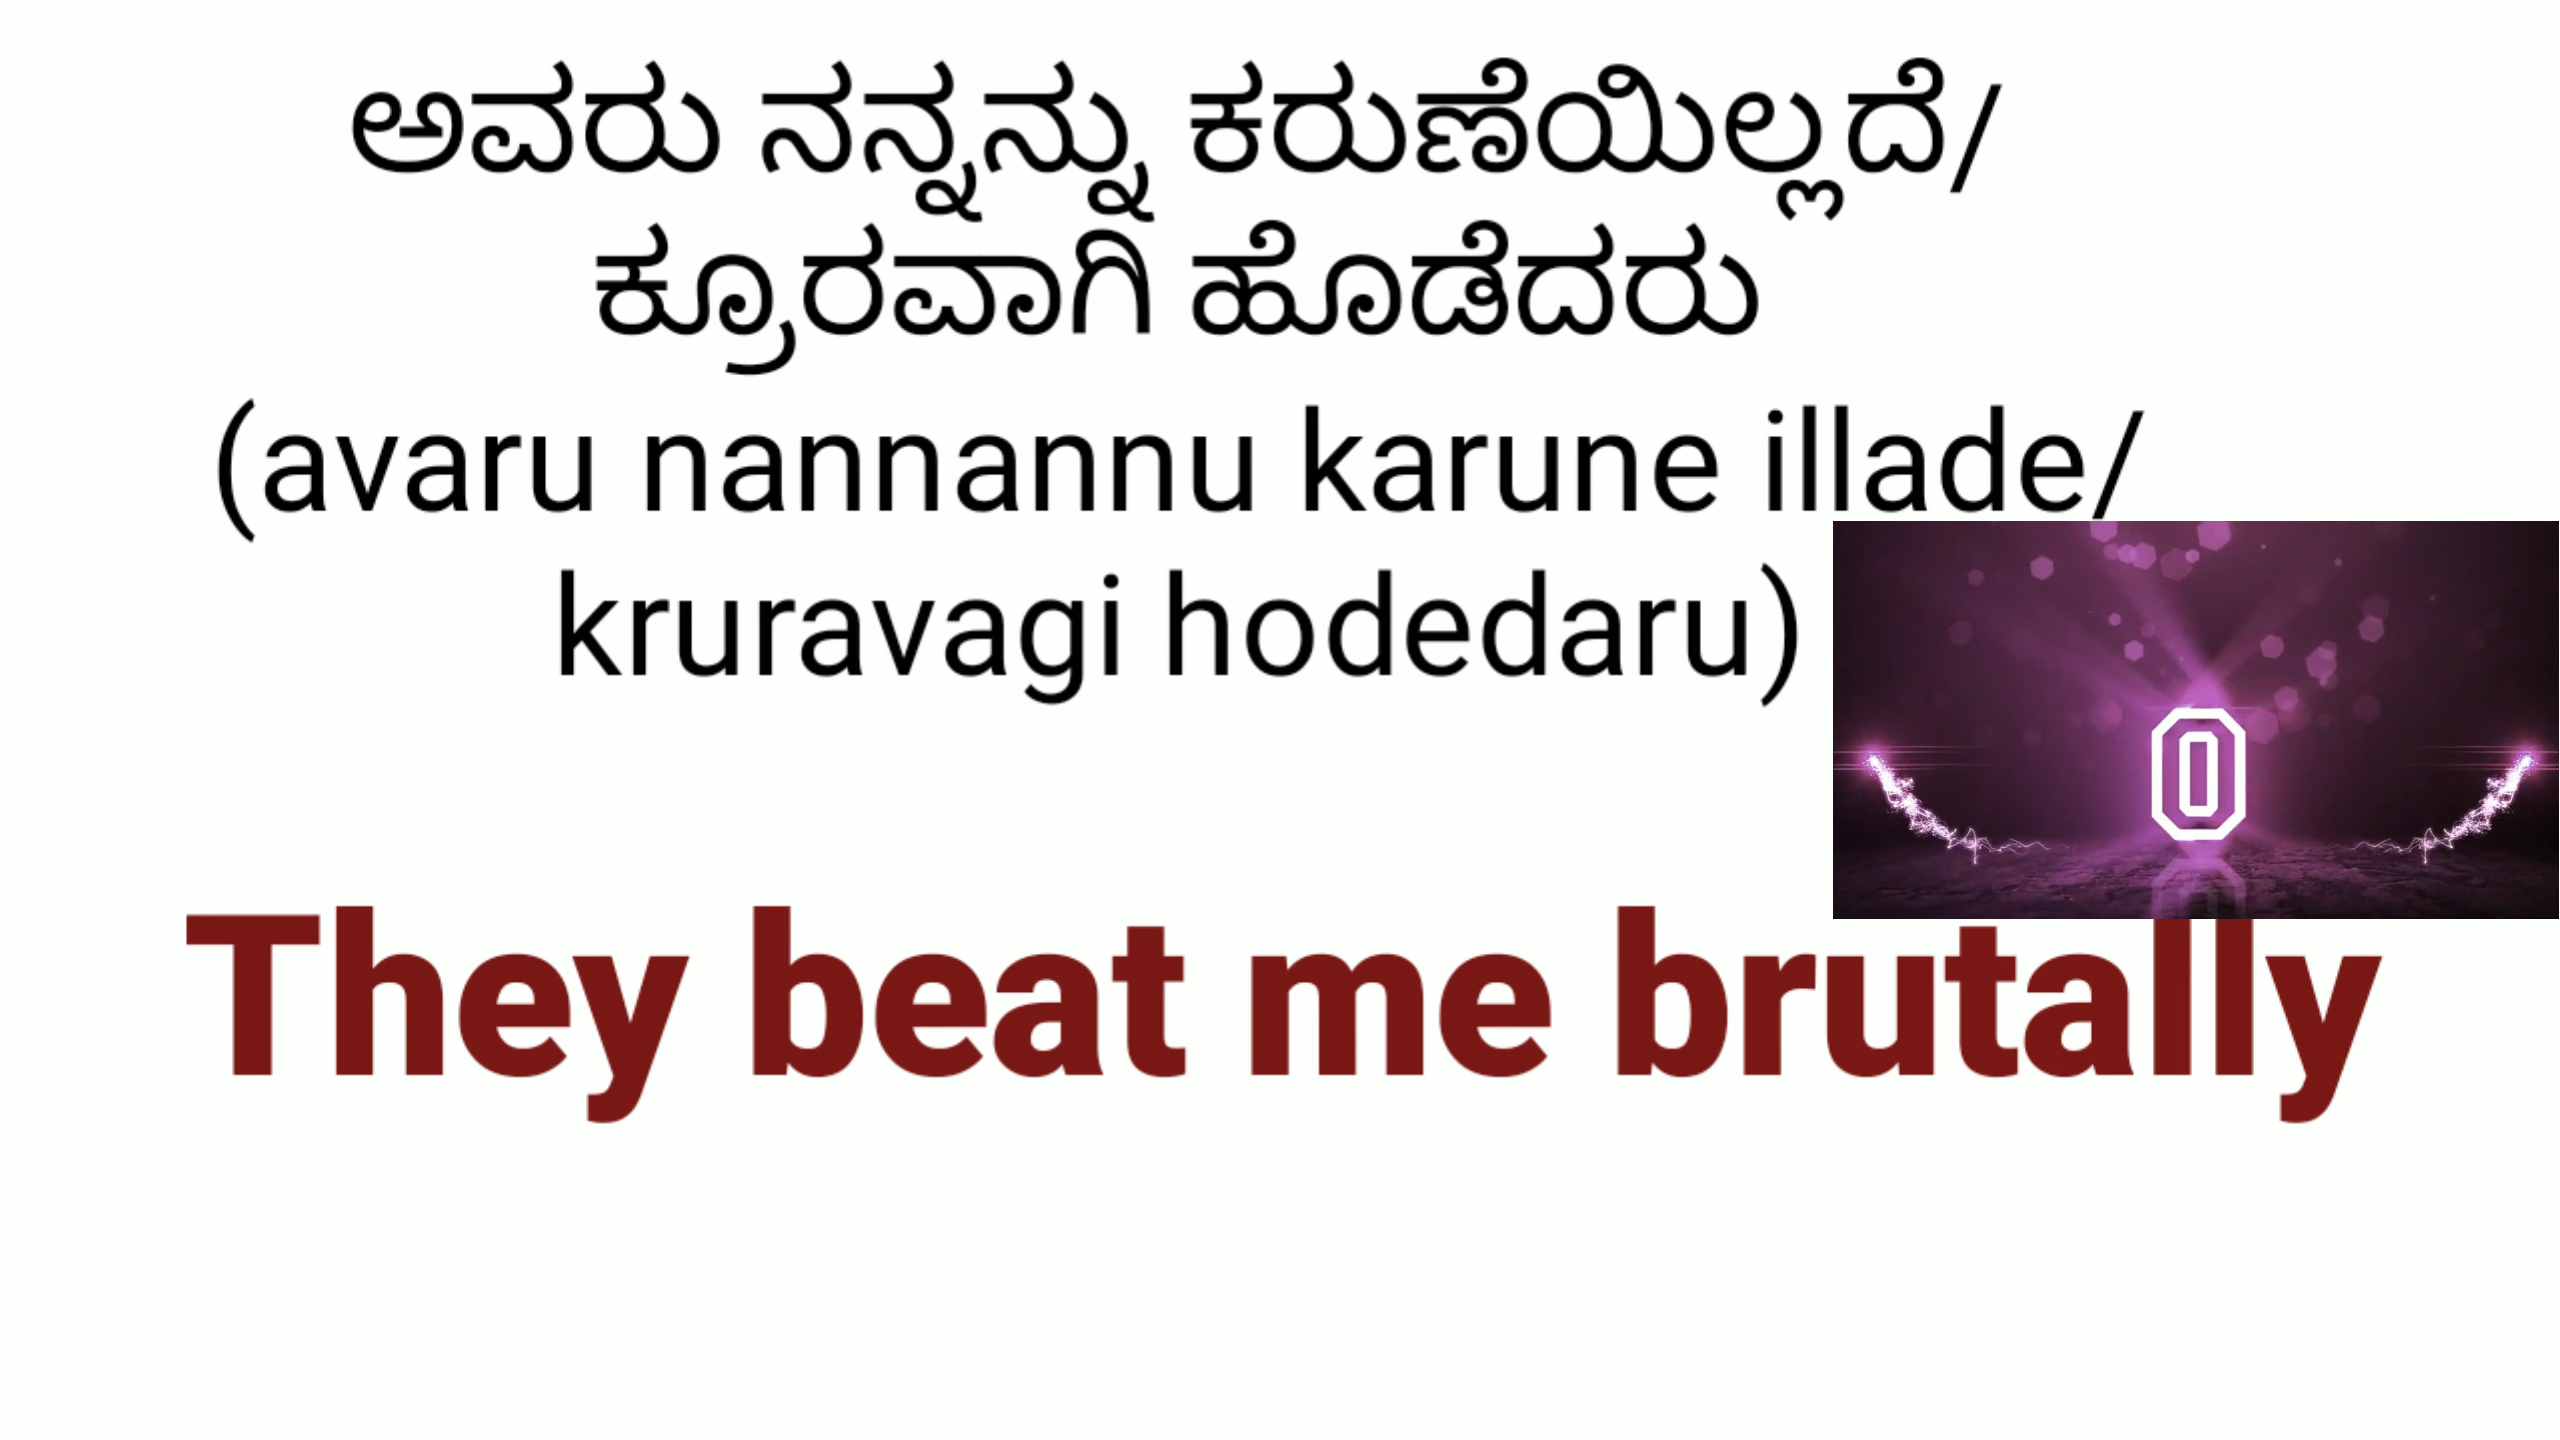 ಅವರು ನನ್ನನ್ನು ಕರುಣೆಯಿಲ್ಲದೆ/
ಕ್ರೂರವಾಗಿ ಹೊಡೆದರು
(avaru nannannu karune illade/
kruravagi hodedaru)
0
They beat me brutally